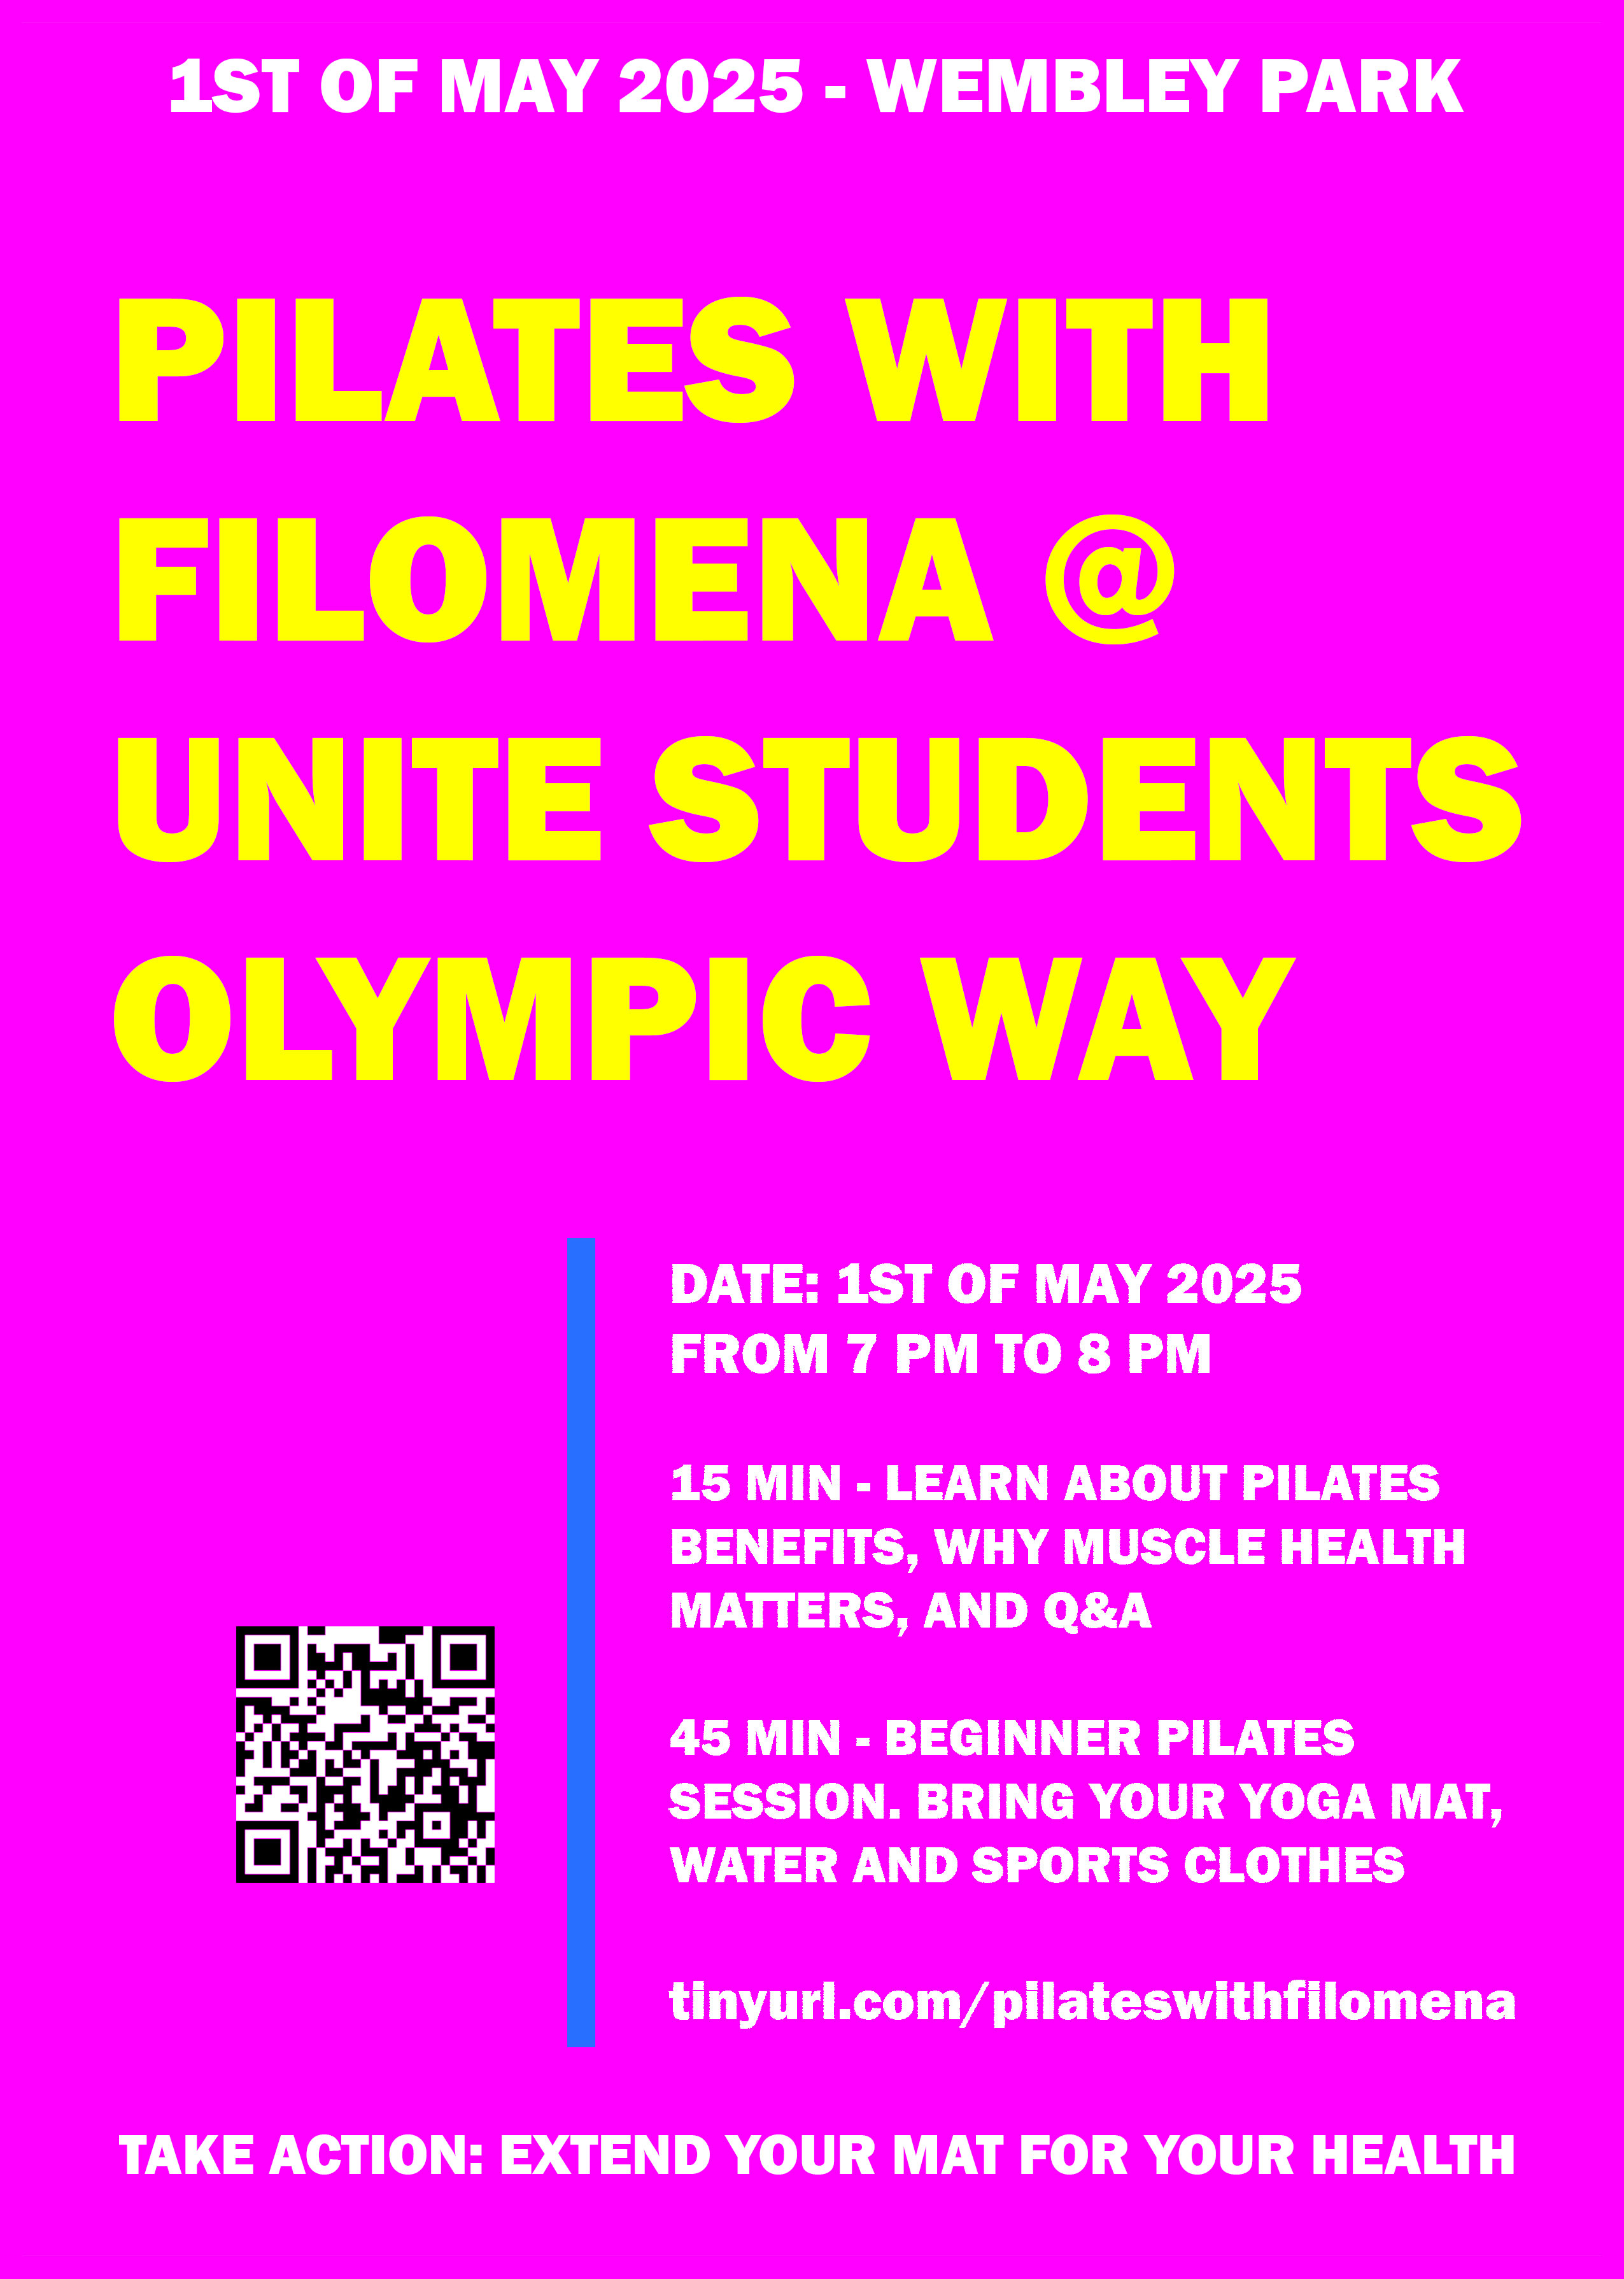 1ST OF MAY 2025 - WEMBLEY PARK
PILATES WITH
FILOMENA @
UNITE STUDENTS
OLYMPIC WAY
DATE: 1ST OF MAY 2025
FROM 7 PM TO 8 PM
15 MIN - LEARN ABOUT PILATES
BENEFITS, WHY MUSCLE HEALTH
MATTERS, AND Q&A
45 MIN - BEGINNER PILATES
SESSION. BRING YOUR YOGA MAT,
WATER AND SPORTS CLOTHES
tinyurl.com/pilateswithfilomena
TAKE ACTION: EXTEND YOUR MAT FOR YOUR HEALTH